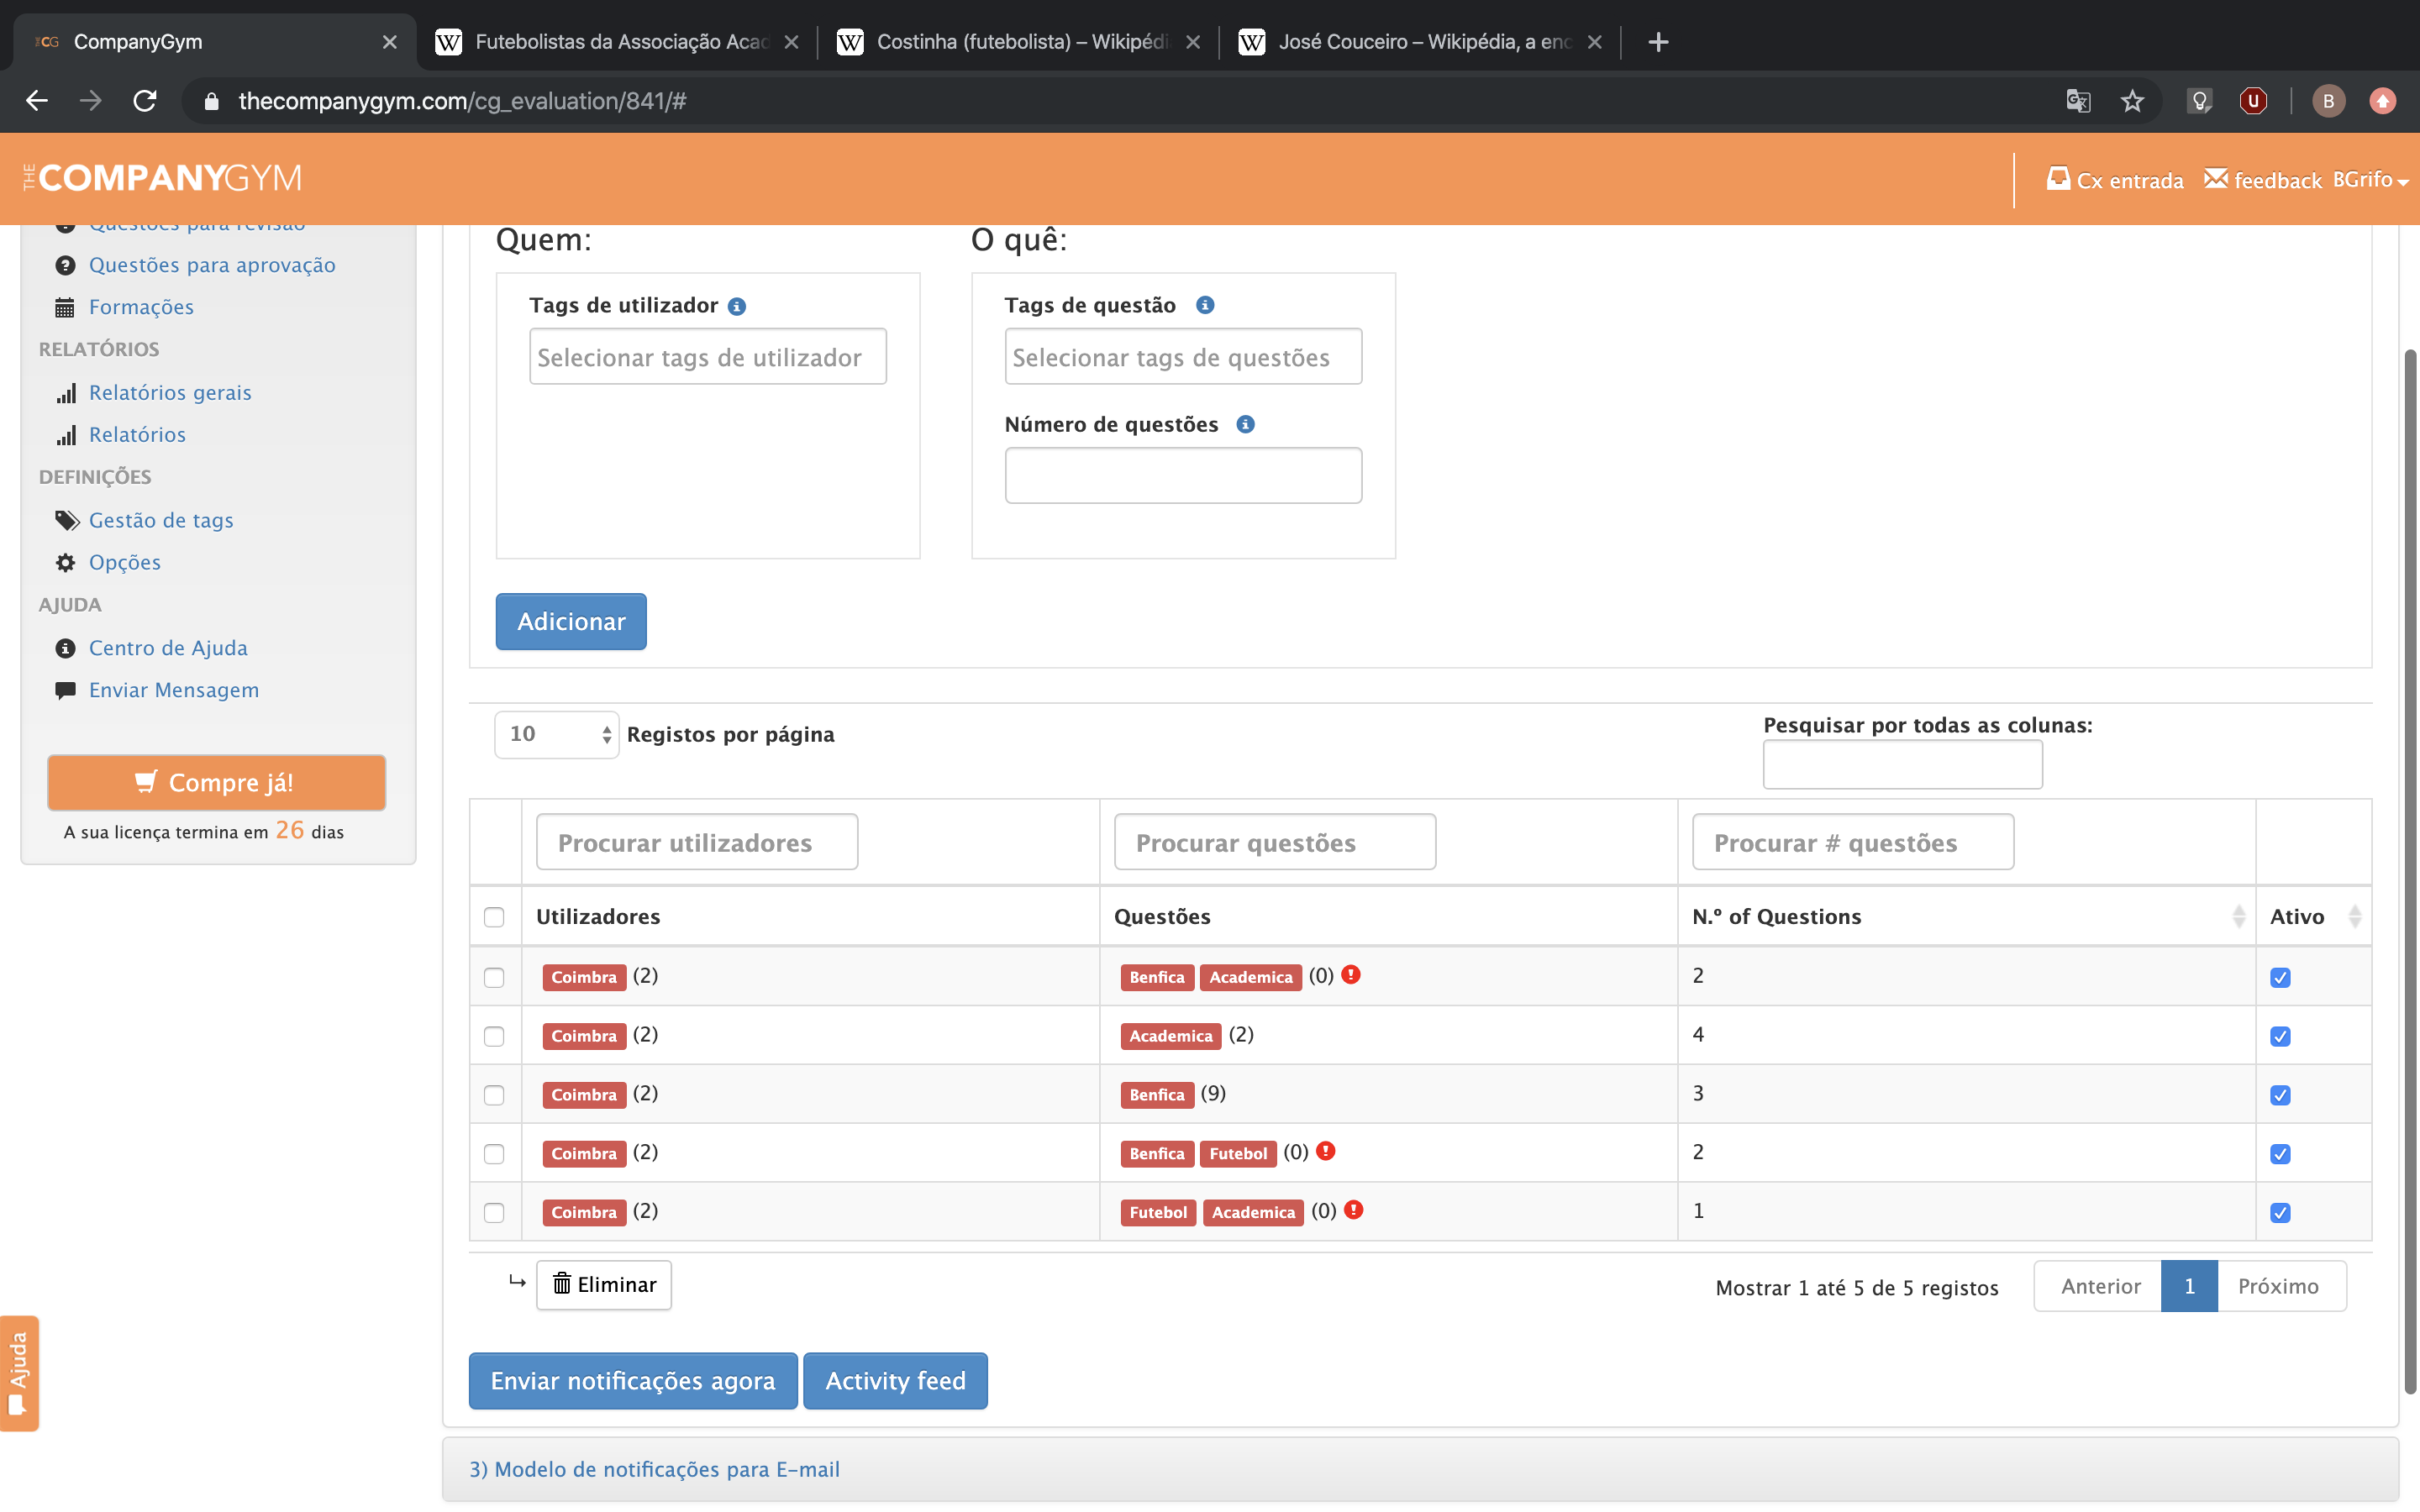 CG CompanyGym
W Futebolistas da Associação Acad
W Costinha (futebolista) – Wikipédi
W José Couceiro – Wikipédia, a enc
thecompanygym.com/cg_evaluation/841/#
B
THE COMPANYGYM
Cx entrada feedback BGrifo
Questões para revisão
Questões para aprovação
Formações
RELATÓRIOS
Relatórios gerais
Relatórios
DEFINIÇÕES
Gestão de tags
Opções
AJUDA
Centro de Ajuda
Enviar Mensagem
Compre já!
A sua licença termina em 26 dias
Ajuda
Quem:
Tags de utilizador
Selecionar tags de utilizador
O quê:
Tags de questão
Selecionar tags de questões
Número de questões
Adicionar
10 Registos por página
Pesquisar por todas as colunas:
Procurar utilizadores Procurar questões Procurar # questões
Utilizadores Questões N.º of Questions Ativo
Coimbra (2) Benfica Academica (0) 2
Coimbra (2) Academica (2) 4
Coimbra (2) Benfica (9) 3
Coimbra (2) Benfica Futebol (0) 2
Coimbra (2) Futebol Academica (0) 1
Eliminar
Mostrar 1 até 5 de 5 registos
Anterior 1 Próximo
Enviar notificações agora Activity feed
3) Modelo de notificações para E-mail